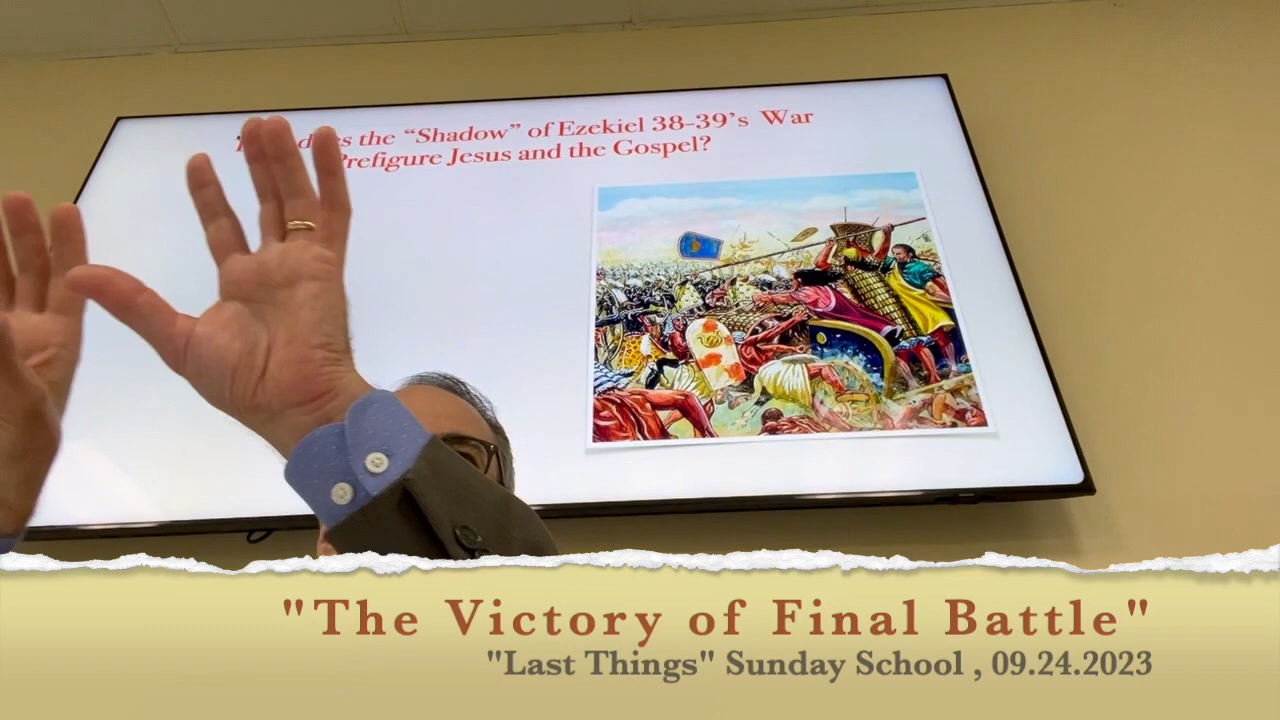 the "Shadow" of Ezekiel 38-39's War
Prefigure Jesus and the Gospel?
"The Victory of Final Battle"
"Last Things" Sunday School , 09.24.2023